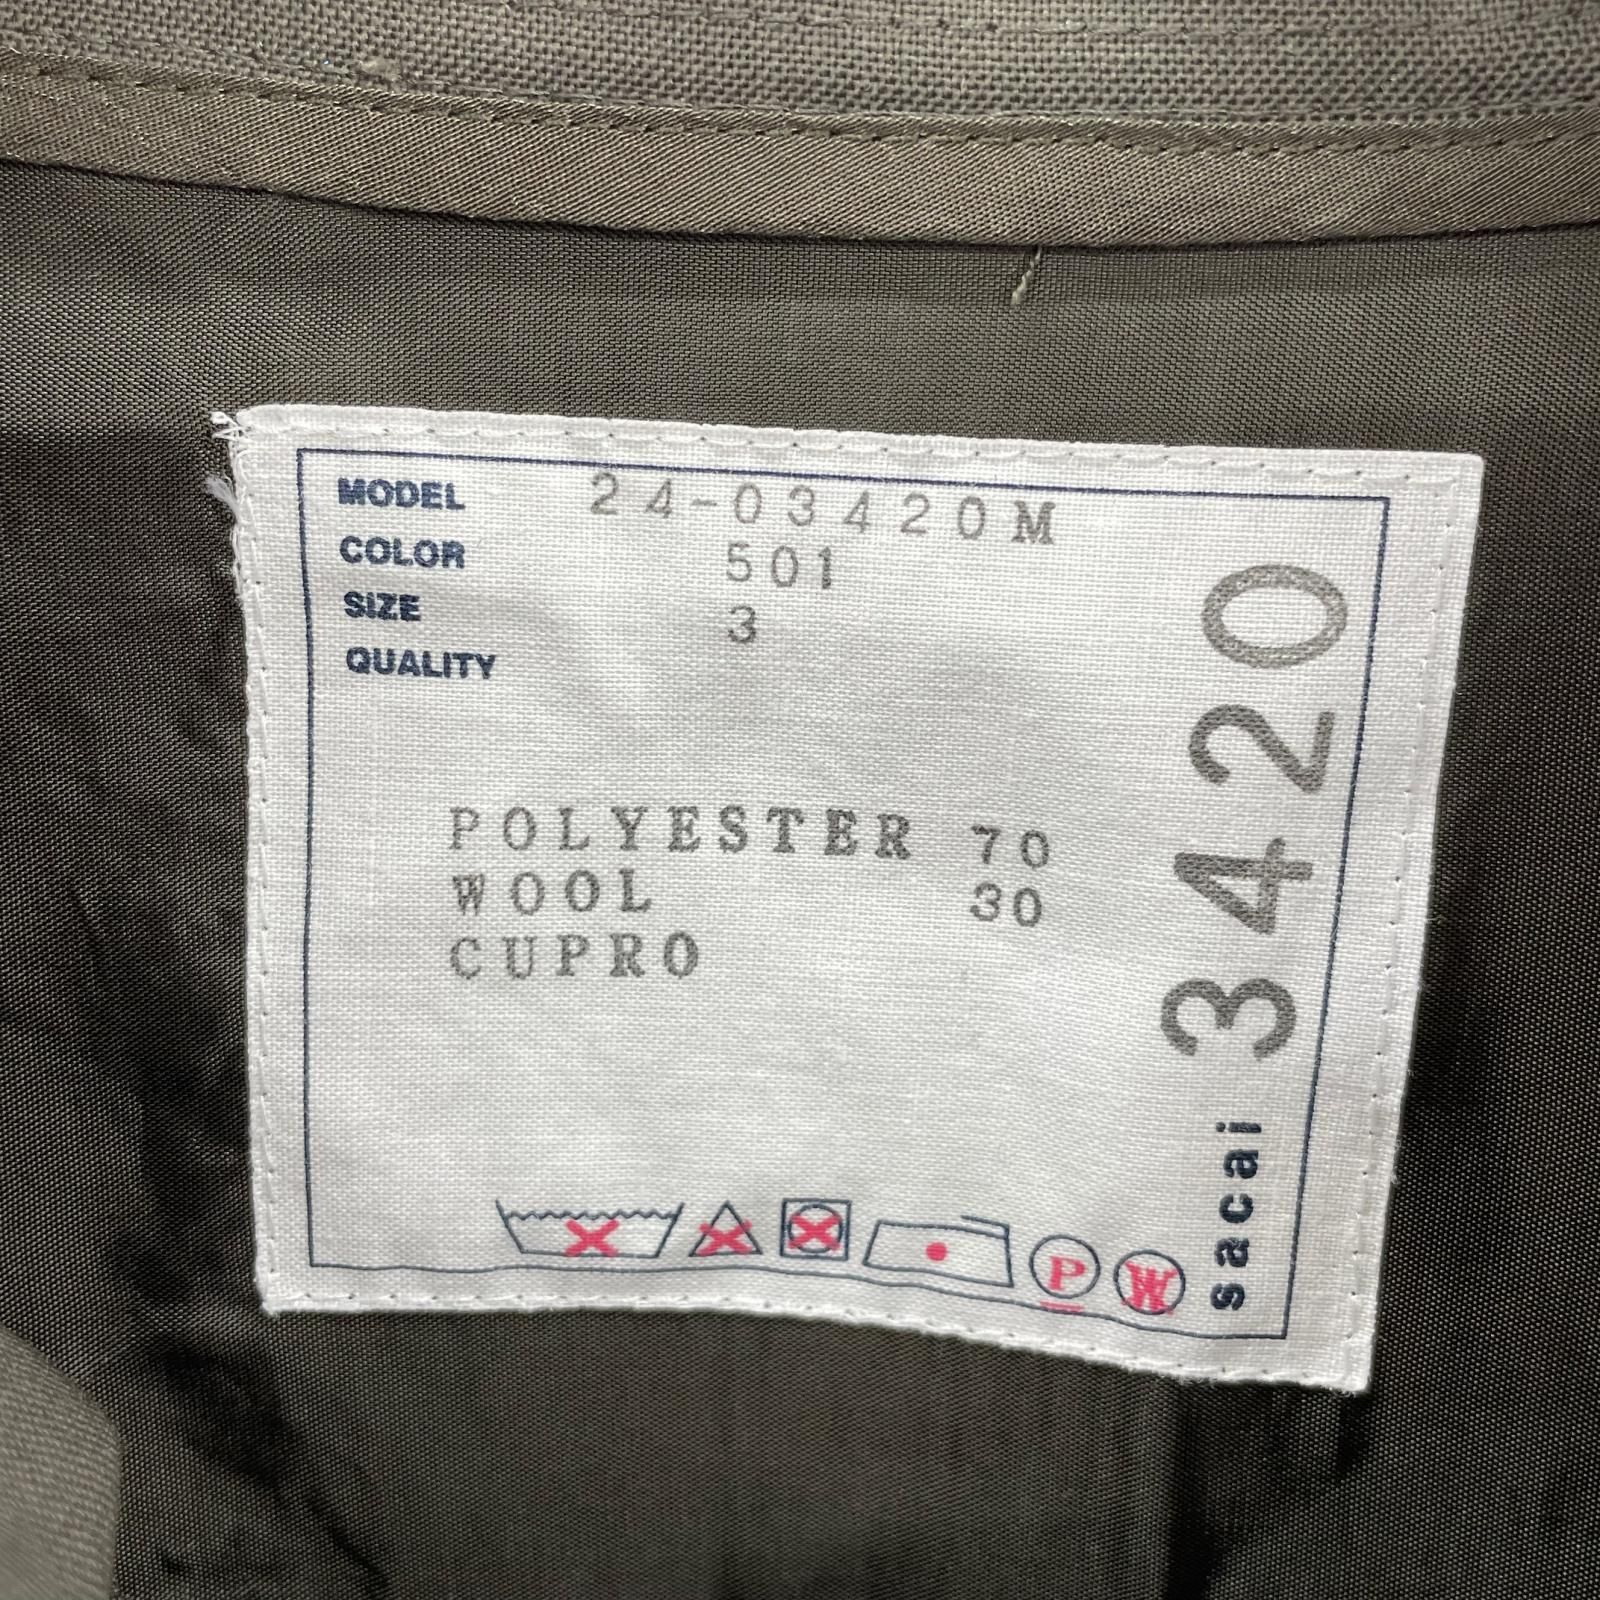 MODEL 24-03420M
COLOR 501
SIZE 3
QUALITY
POLYESTER 70
WOOL 30
CUPRO
P
W
sacai 3420